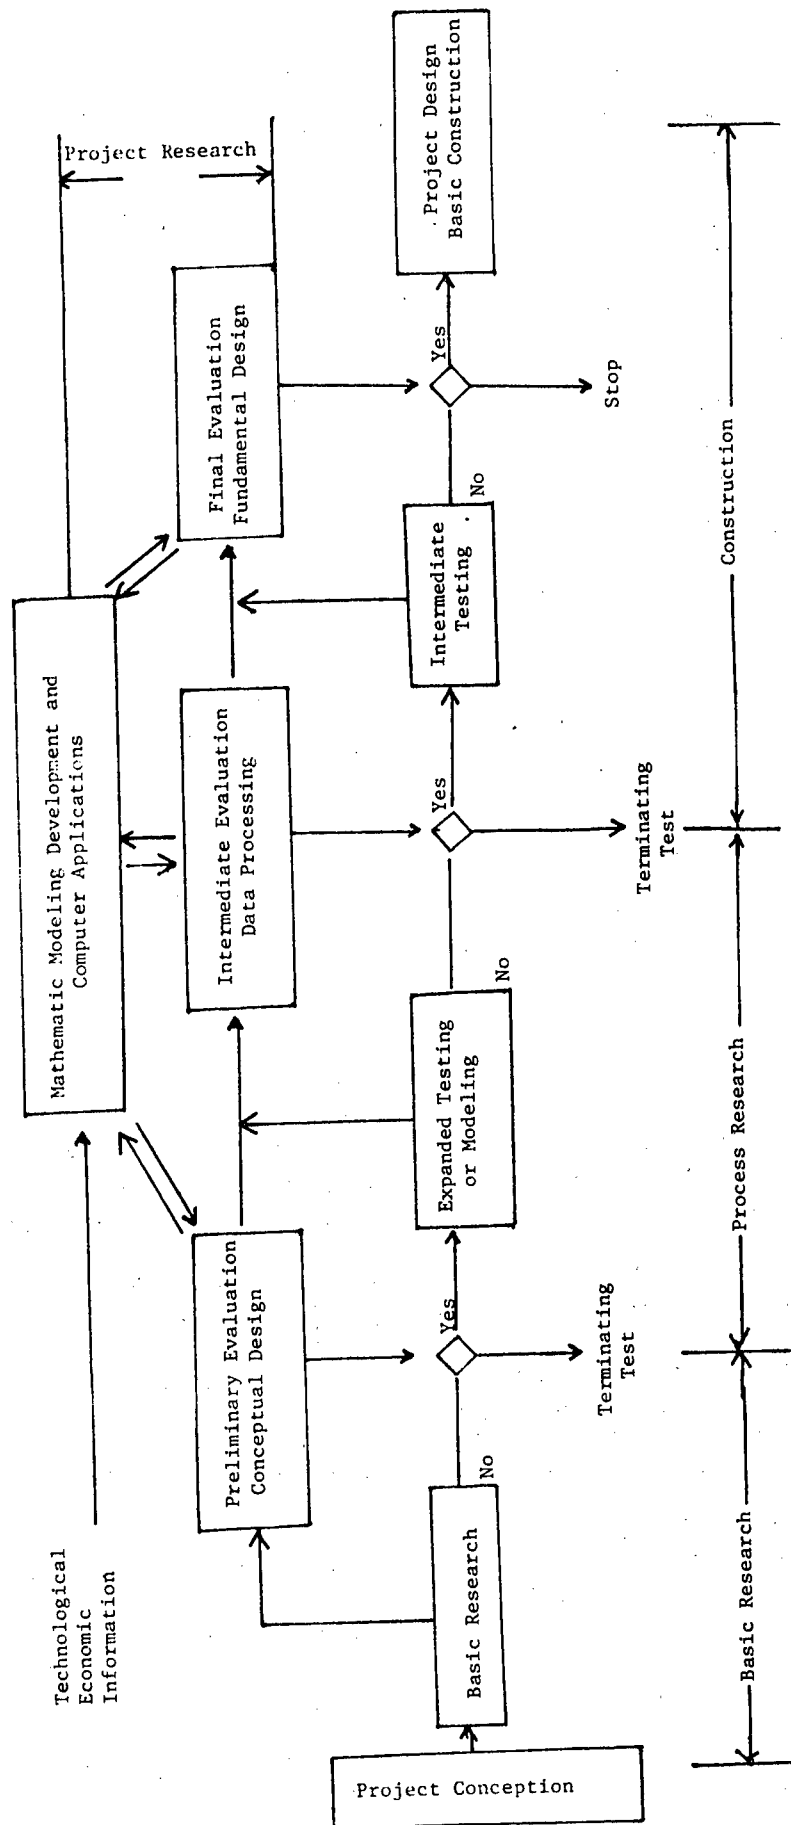 Project Research
Mathematic Modeling Development and
Computer Applications
Technological
Economic
Information
Preliminary Evaluation
Conceptual Design
Intermediate Evaluation
Data Processing
Final Evaluation
Fundamental Design
Project Conception
Basic Research
No
Yes
Expanded Testing
or Modeling
No
Yes
Intermediate
Testing
No
Yes
Project Design
Basic Construction
Terminating
Test
Terminating
Test
Stop
Basic Research
Process Research
Construction